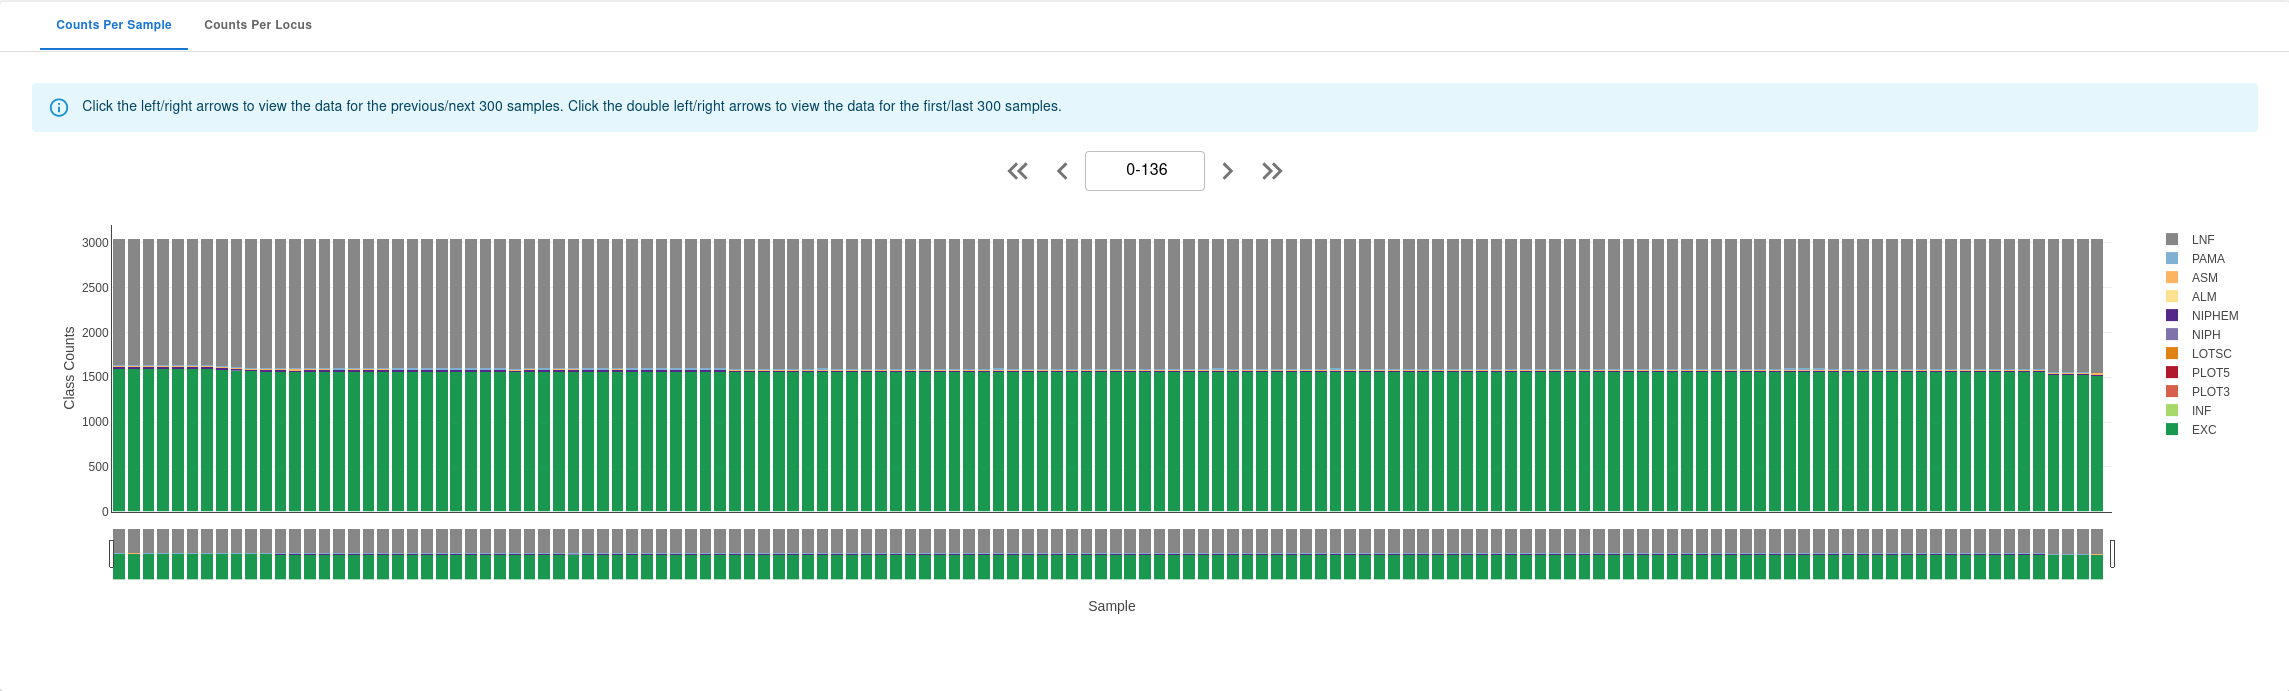 Counts Per Sample Counts Per Locus
Click the left/right arrows to view the data for the previous/next 300 samples. Click the double left/right arrows to view the data for the first/last 300 samples.
0-136
3000
2500
2000
1500
1000
500
0
Class Counts
Sample
LNF
PAMA
ASM
ALM
NIPHEM
NIPH
LOTSC
PLOT5
PLOT3
INF
EXC